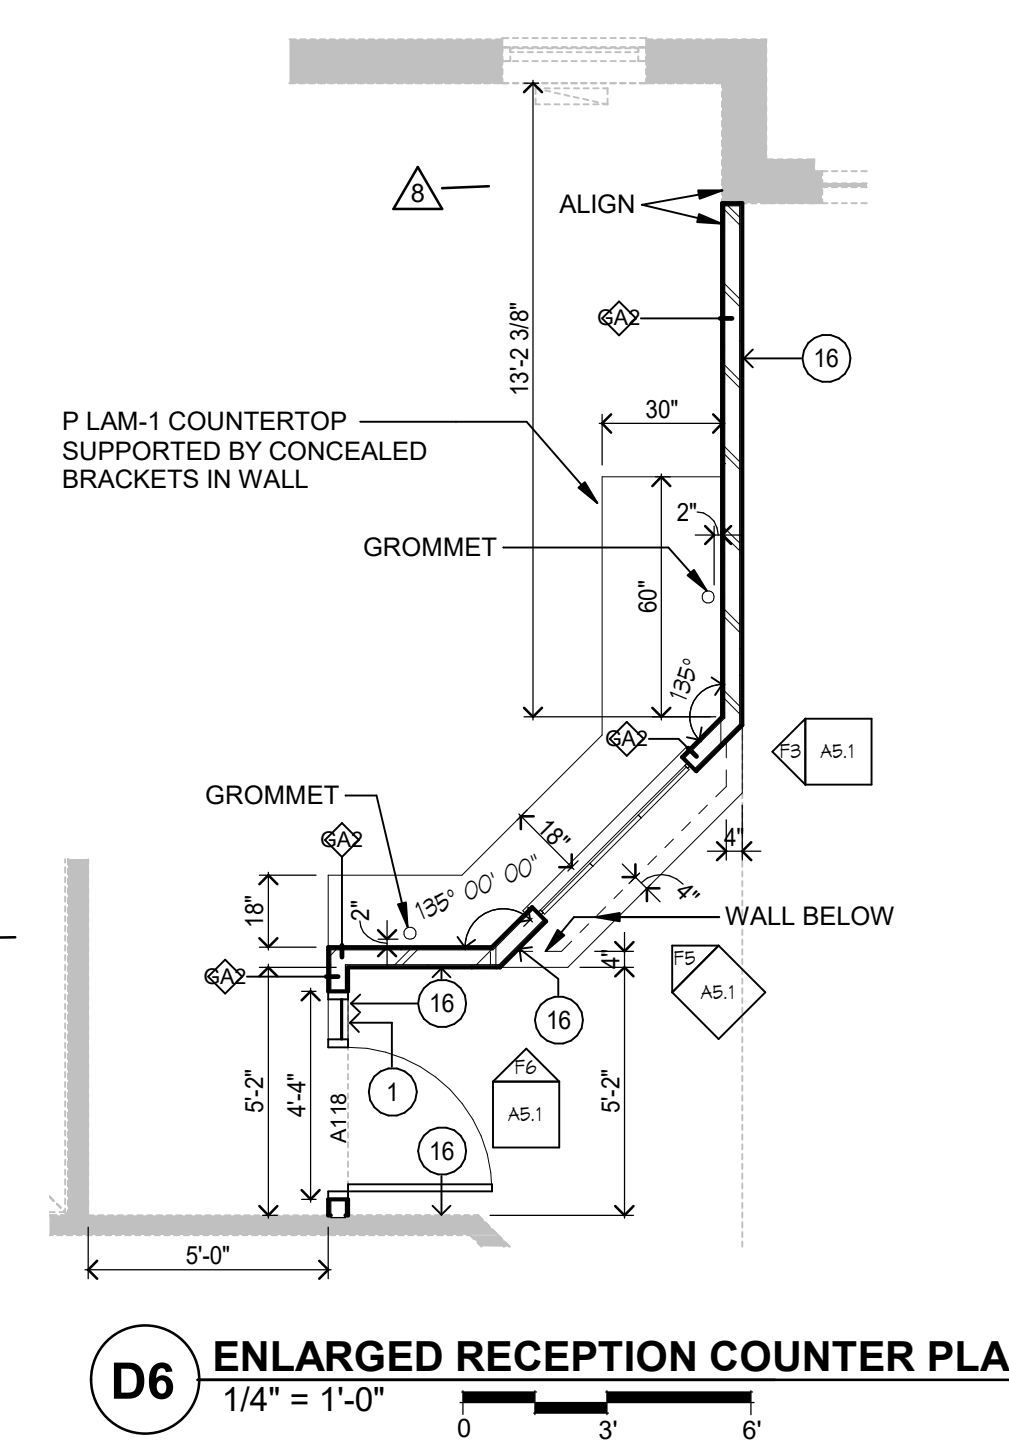 8
ALIGN
GA2
13'-2 3/8"
16
30"
P LAM-1 COUNTERTOP
SUPPORTED BY CONCEALED
BRACKETS IN WALL
2"
GROMMET
60"
135°
GA2
F3
A5.1
GROMMET
18"
4"
GA2
135° 00' 00"
4"
18"
2"
WALL BELOW
4"
F5
A5.1
GA2
16
16
F6
A5.1
5'-2"
4'-4"
A118
1
5'-2"
16
5'-0"
D6
ENLARGED RECEPTION COUNTER PLA
1/4" = 1'-0"
0
3'
6'